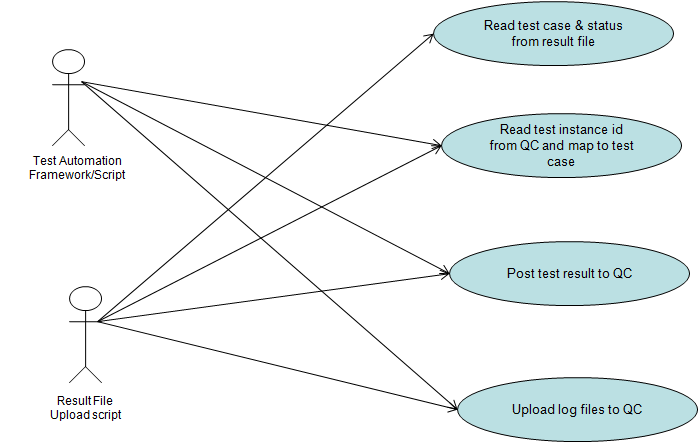 Read test case & status
from result file
Test Automation
Framework/Script
Read test instance id
from QC and map to test
case
Post test result to QC
Result File
Upload script
Upload log files to QC